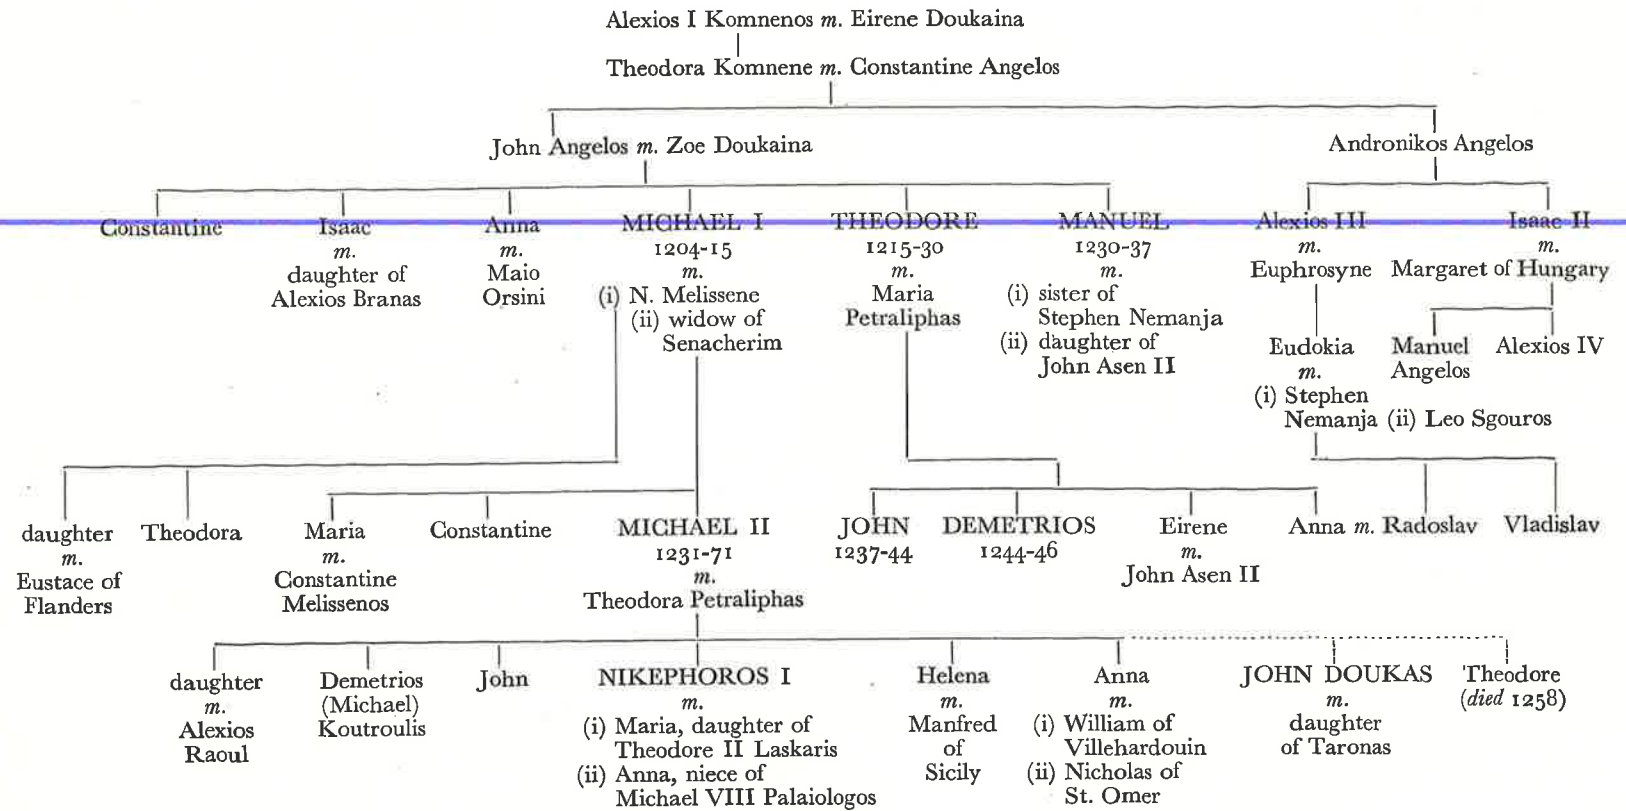 Alexios I Komnenos m. Eirene Doukaina
Theodora Komnene m. Constantine Angelos
John Angelos m. Zoe Doukaina
Andronikos Angelos
Constantine
Isaac
m.
daughter of
Alexios Branas
Anna
m.
Maio
Orsini
MICHAEL I
1204-15
m.
(i) N. Melissene
(ii) widow of
Senacherim
THEODORE
1215-30
m.
Maria
Petraliphas
MANUEL
1230-37
m.
(i) sister of
Stephen Nemanja
(ii) daughter of
John Asen II
Alexios III
m.
Euphrosyne
Isaac II
m.
Margaret of Hungary
Eudokia
m.
(i) Stephen
Nemanja (ii) Leo Sgouros
Manuel
Angelos
Alexios IV
daughter
m.
Eustace of
Flanders
Theodora
Maria
m.
Constantine
Melissenos
Constantine
MICHAEL II
1231-71
m.
Theodora Petraliphas
JOHN
1237-44
DEMETRIOS
1244-46
Eirene
m.
John Asen II
Anna m. Radoslav
Vladislav
daughter
m.
Alexios
Raoul
Demetrios
(Michael)
Koutroulis
John
NIKEPHOROS I
m.
(i) Maria, daughter of
Theodore II Laskaris
(ii) Anna, niece of
Michael VIII Palaiologos
Helena
m.
Manfred
of
Sicily
Anna
m.
(i) William of
Villehardouin
(ii) Nicholas of
St. Omer
JOHN DOUKAS
m.
daughter
of Taronas
Theodore
(died 1258)